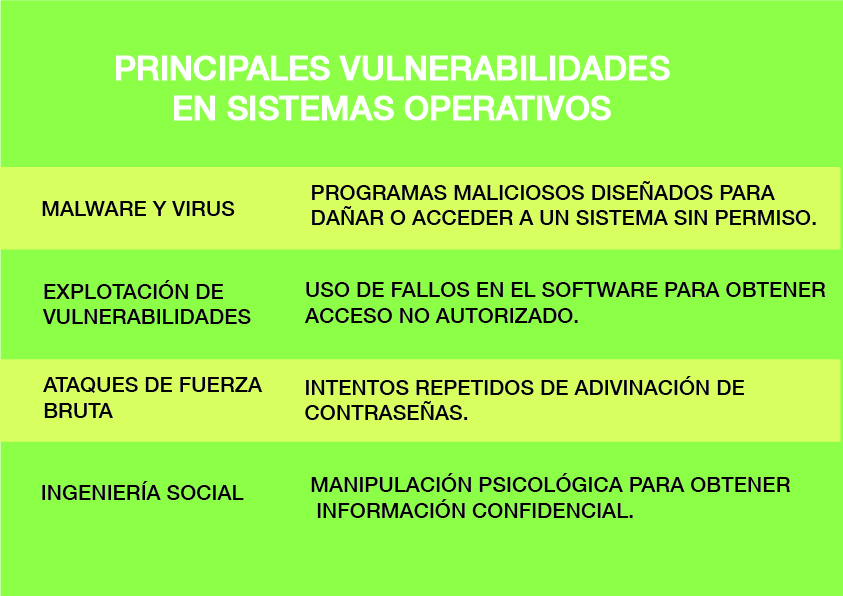 PRINCIPALES VULNERABILIDADES
EN SISTEMAS OPERATIVOS
MALWARE Y VIRUS
PROGRAMAS MALICIOSOS DISEÑADOS PARA
DAÑAR O ACCEDER A UN SISTEMA SIN PERMISO.
EXPLOTACIÓN DE
VULNERABILIDADES
USO DE FALLOS EN EL SOFTWARE PARA OBTENER
ACCESO NO AUTORIZADO.
ATAQUES DE FUERZA
BRUTA
INTENTOS REPETIDOS DE ADIVINACIÓN DE
CONTRASEÑAS.
INGENIERÍA SOCIAL
MANIPULACIÓN PSICOLÓGICA PARA OBTENER
INFORMACIÓN CONFIDENCIAL.